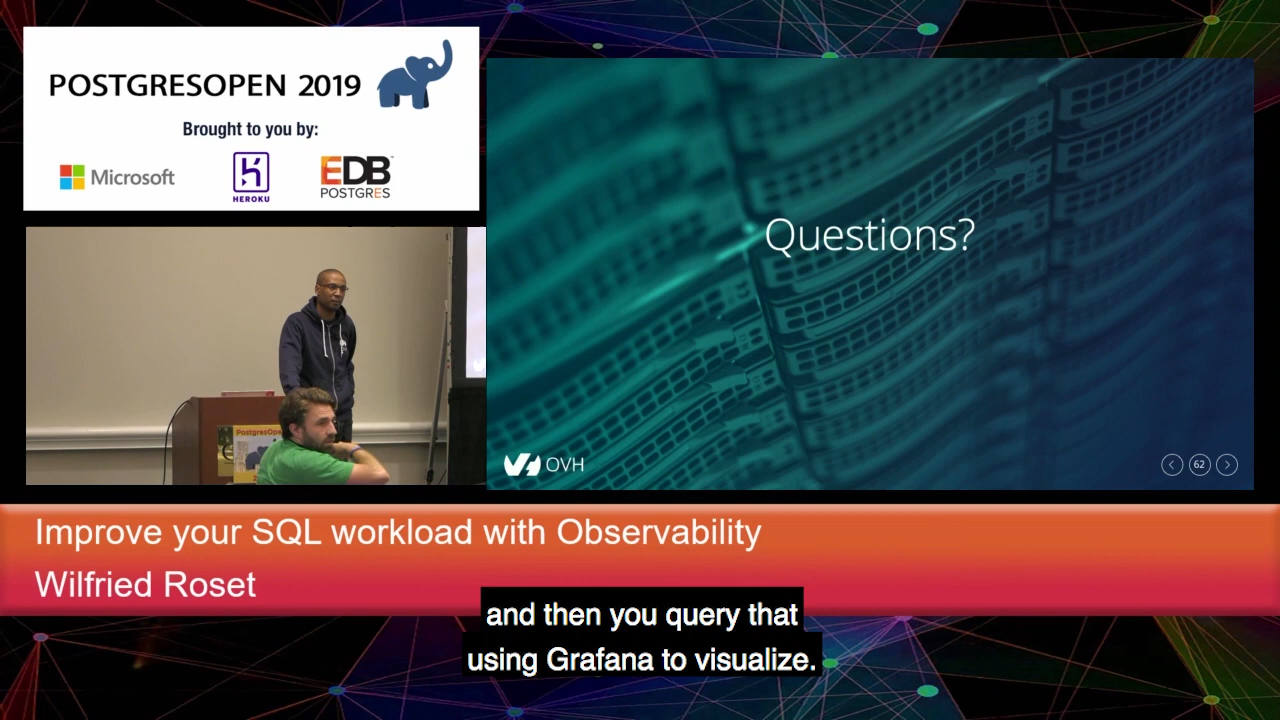 POSTGRESOPEN 2019
Brought to you by:
Microsoft
HEROKU
EDB
POSTGRES
Questions?
PostgresOpen
OVH
62
Improve your SQL workload with Observability
Wilfried Roset
and then you query that
using Grafana to visualize.